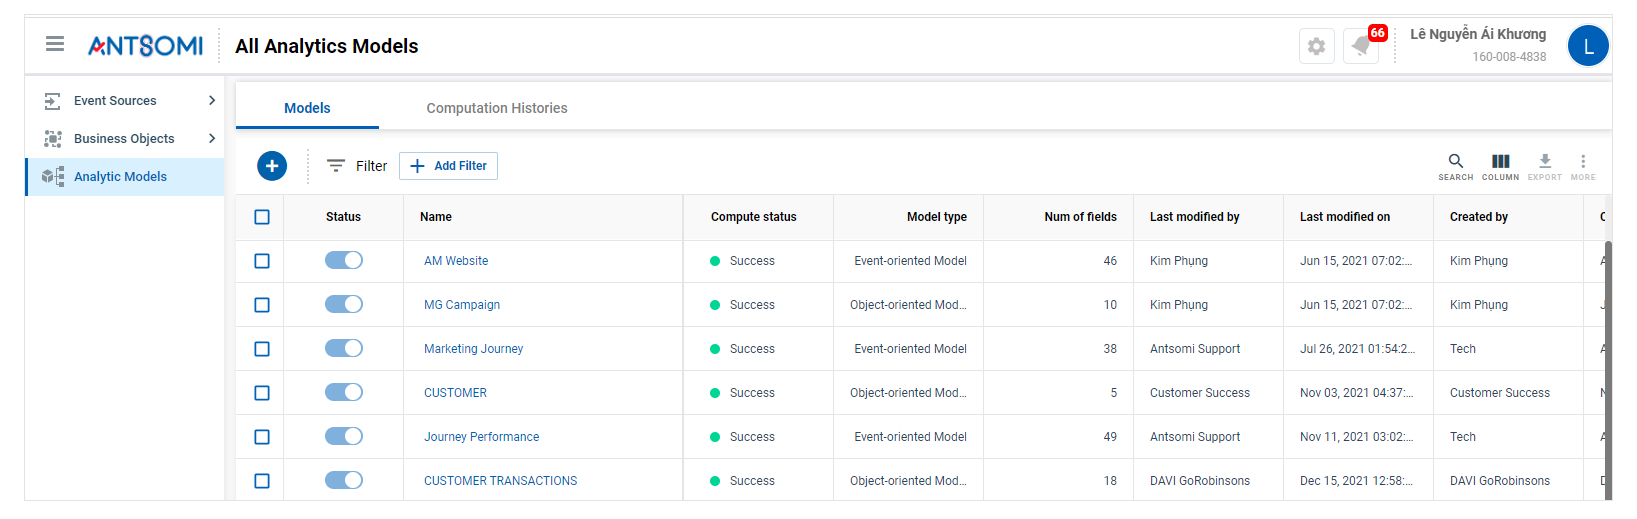 ANTSOMI All Analytics Models 66 Lê Nguyễn Ái Khương
160-008-4838 L
Event Sources
Business Objects
Analytic Models
Models Computation Histories
Filter Add Filter SEARCH COLUMN EXPORT MORE
Status Name Compute status Model type Num of fields Last modified by Last modified on Created by
AM Website Success Event-oriented Model 46 Kim Phụng Jun 15, 2021 07:02:... Kim Phụng
MG Campaign Success Object-oriented Mod... 10 Kim Phụng Jun 15, 2021 07:02:... Kim Phụng
Marketing Journey Success Event-oriented Model 38 Antsomi Support Jul 26, 2021 01:54:2... Tech
CUSTOMER Success Object-oriented Mod... 5 Customer Success Nov 03, 2021 04:37:... Customer Success
Journey Performance Success Event-oriented Model 49 Antsomi Support Nov 11, 2021 03:02:... Tech
CUSTOMER TRANSACTIONS Success Object-oriented Mod... 18 DAVI GoRobinsons Dec 15, 2021 12:58:... DAVI GoRobinsons